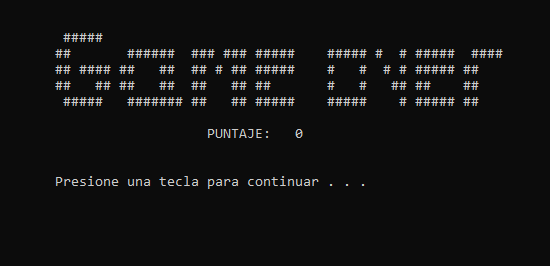 Game over
PUNTAJE: 0
Presione una tecla para continuar . . .